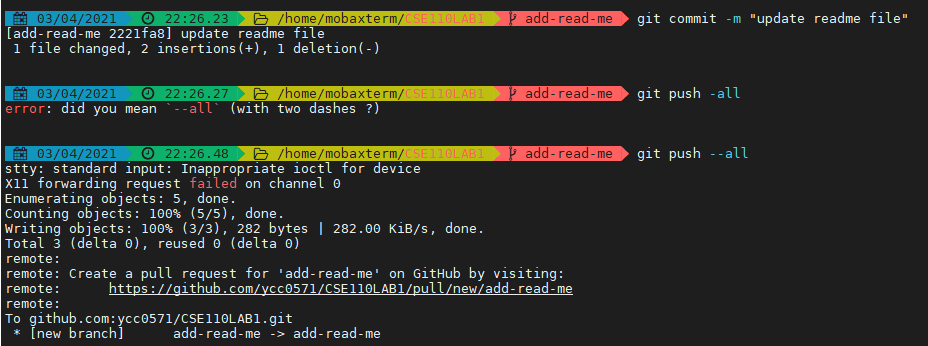 03/04/2021 22:26.23 /home/mobaxterm/CSE110LAB1 add-read-me git commit -m "update readme file"
[add-read-me 2221fa8] update readme file
1 file changed, 2 insertions(+), 1 deletion(-)
03/04/2021 22:26.27 /home/mobaxterm/CSE110LAB1 add-read-me git push -all
error: did you mean `--all` (with two dashes ?)
03/04/2021 22:26.48 /home/mobaxterm/CSE110LAB1 add-read-me git push --all
stty: standard input: Inappropriate ioctl for device
X11 forwarding request failed on channel 0
Enumerating objects: 5, done.
Counting objects: 100% (5/5), done.
Writing objects: 100% (3/3), 282 bytes | 282.00 KiB/s, done.
Total 3 (delta 0), reused 0 (delta 0)
remote:
remote: Create a pull request for 'add-read-me' on GitHub by visiting:
remote:      https://github.com/ycc0571/CSE110LAB1/pull/new/add-read-me
remote:
To github.com:ycc0571/CSE110LAB1.git
* [new branch]      add-read-me -> add-read-me